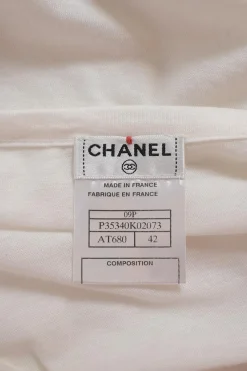 CHANEL
MADE IN FRANCE
FABRIQUE EN FRANCE
09P
P35340K02073
AT680 42
COMPOSITION